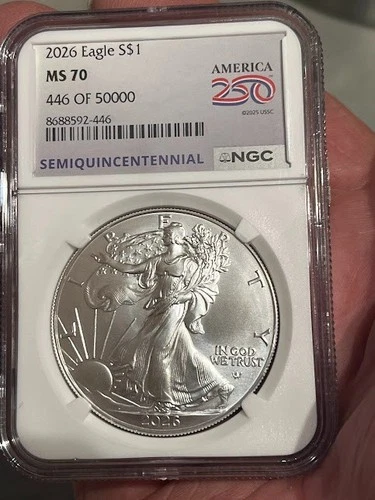 2026 Eagle S$1
MS 70
446 OF 50000
8688592-446
AMERICA
250
©2025 USSC
SEMIQUINCENTENNIAL
NGC
LIBERTY
IN GOD
WE TRUST
2026